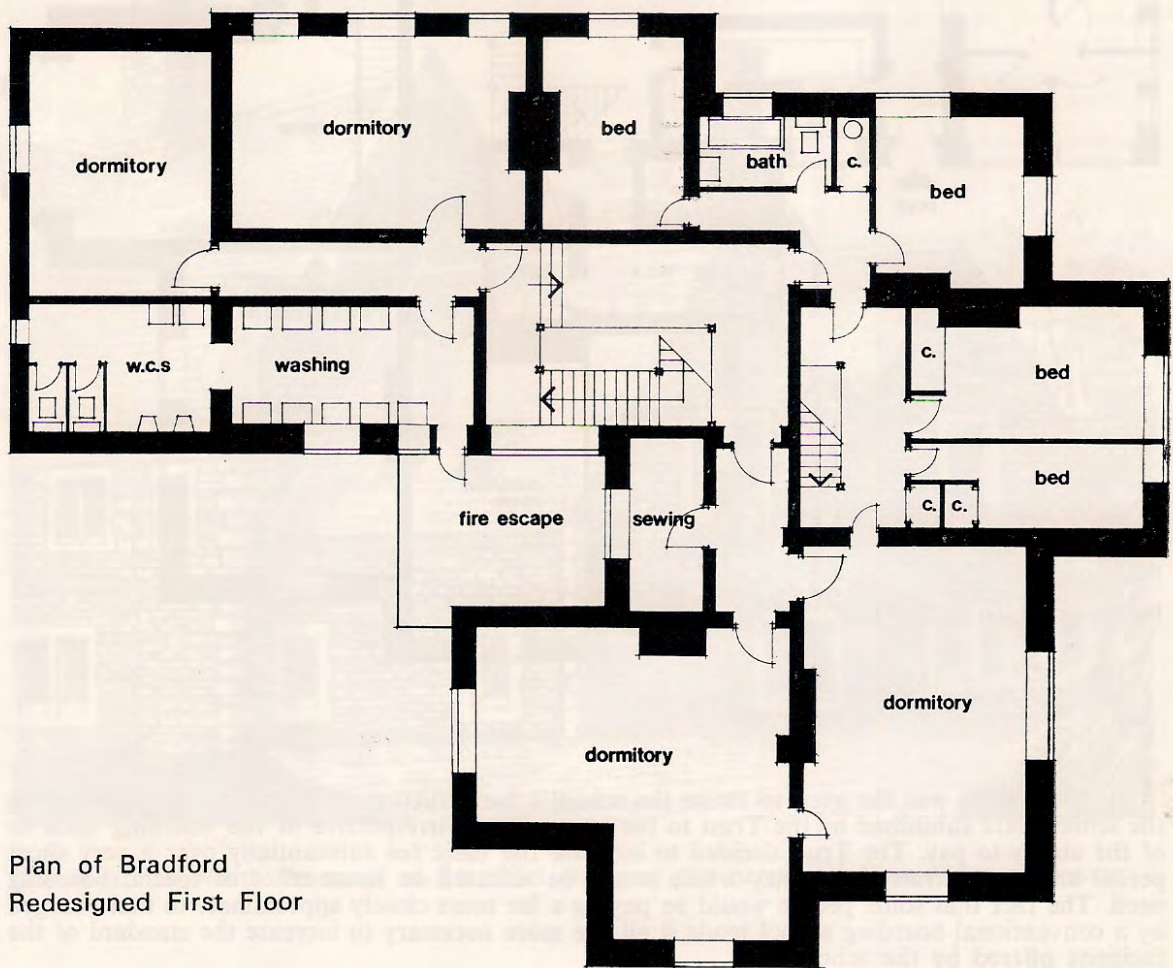 dormitory
dormitory
bed
bath
c.
bed
w.c.s
washing
c.
bed
bed
c.
c.
fire escape
sewing
dormitory
dormitory
Plan of Bradford
Redesigned First Floor